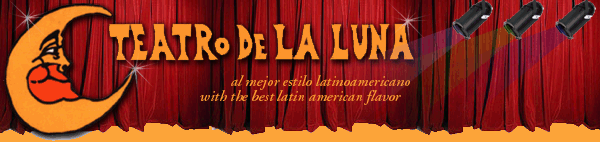 TEATRO DE LA LUNA
al mejor estilo latinoamericano
with the best latin american flavor